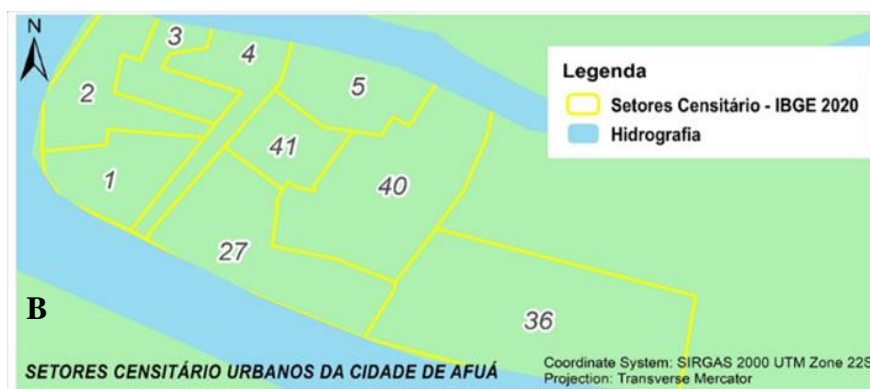 N
3
4
5
2
41
1
40
27
36
Legenda
Setores Censitário - IBGE 2020
Hidrografia
B
SETORES CENSITÁRIO URBANOS DA CIDADE DE AFUÁ
Coordinate System: SIRGAS 2000 UTM Zone 22S
Projection: Transverse Mercator